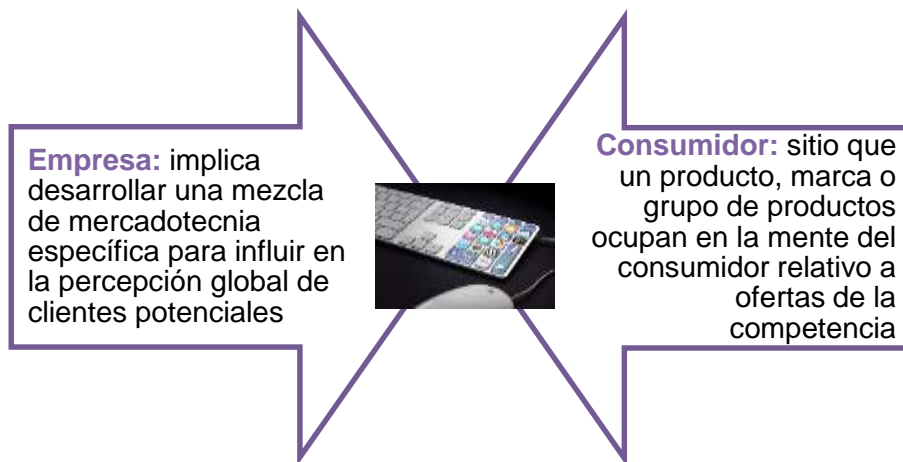 Empresa: implica
desarrollar una mezcla
de mercadotecnia
específica para influir en
la percepción global de
clientes potenciales
Consumidor: sitio que
un producto, marca o
grupo de productos
ocupan en la mente del
consumidor relativo a
ofertas de la
competencia